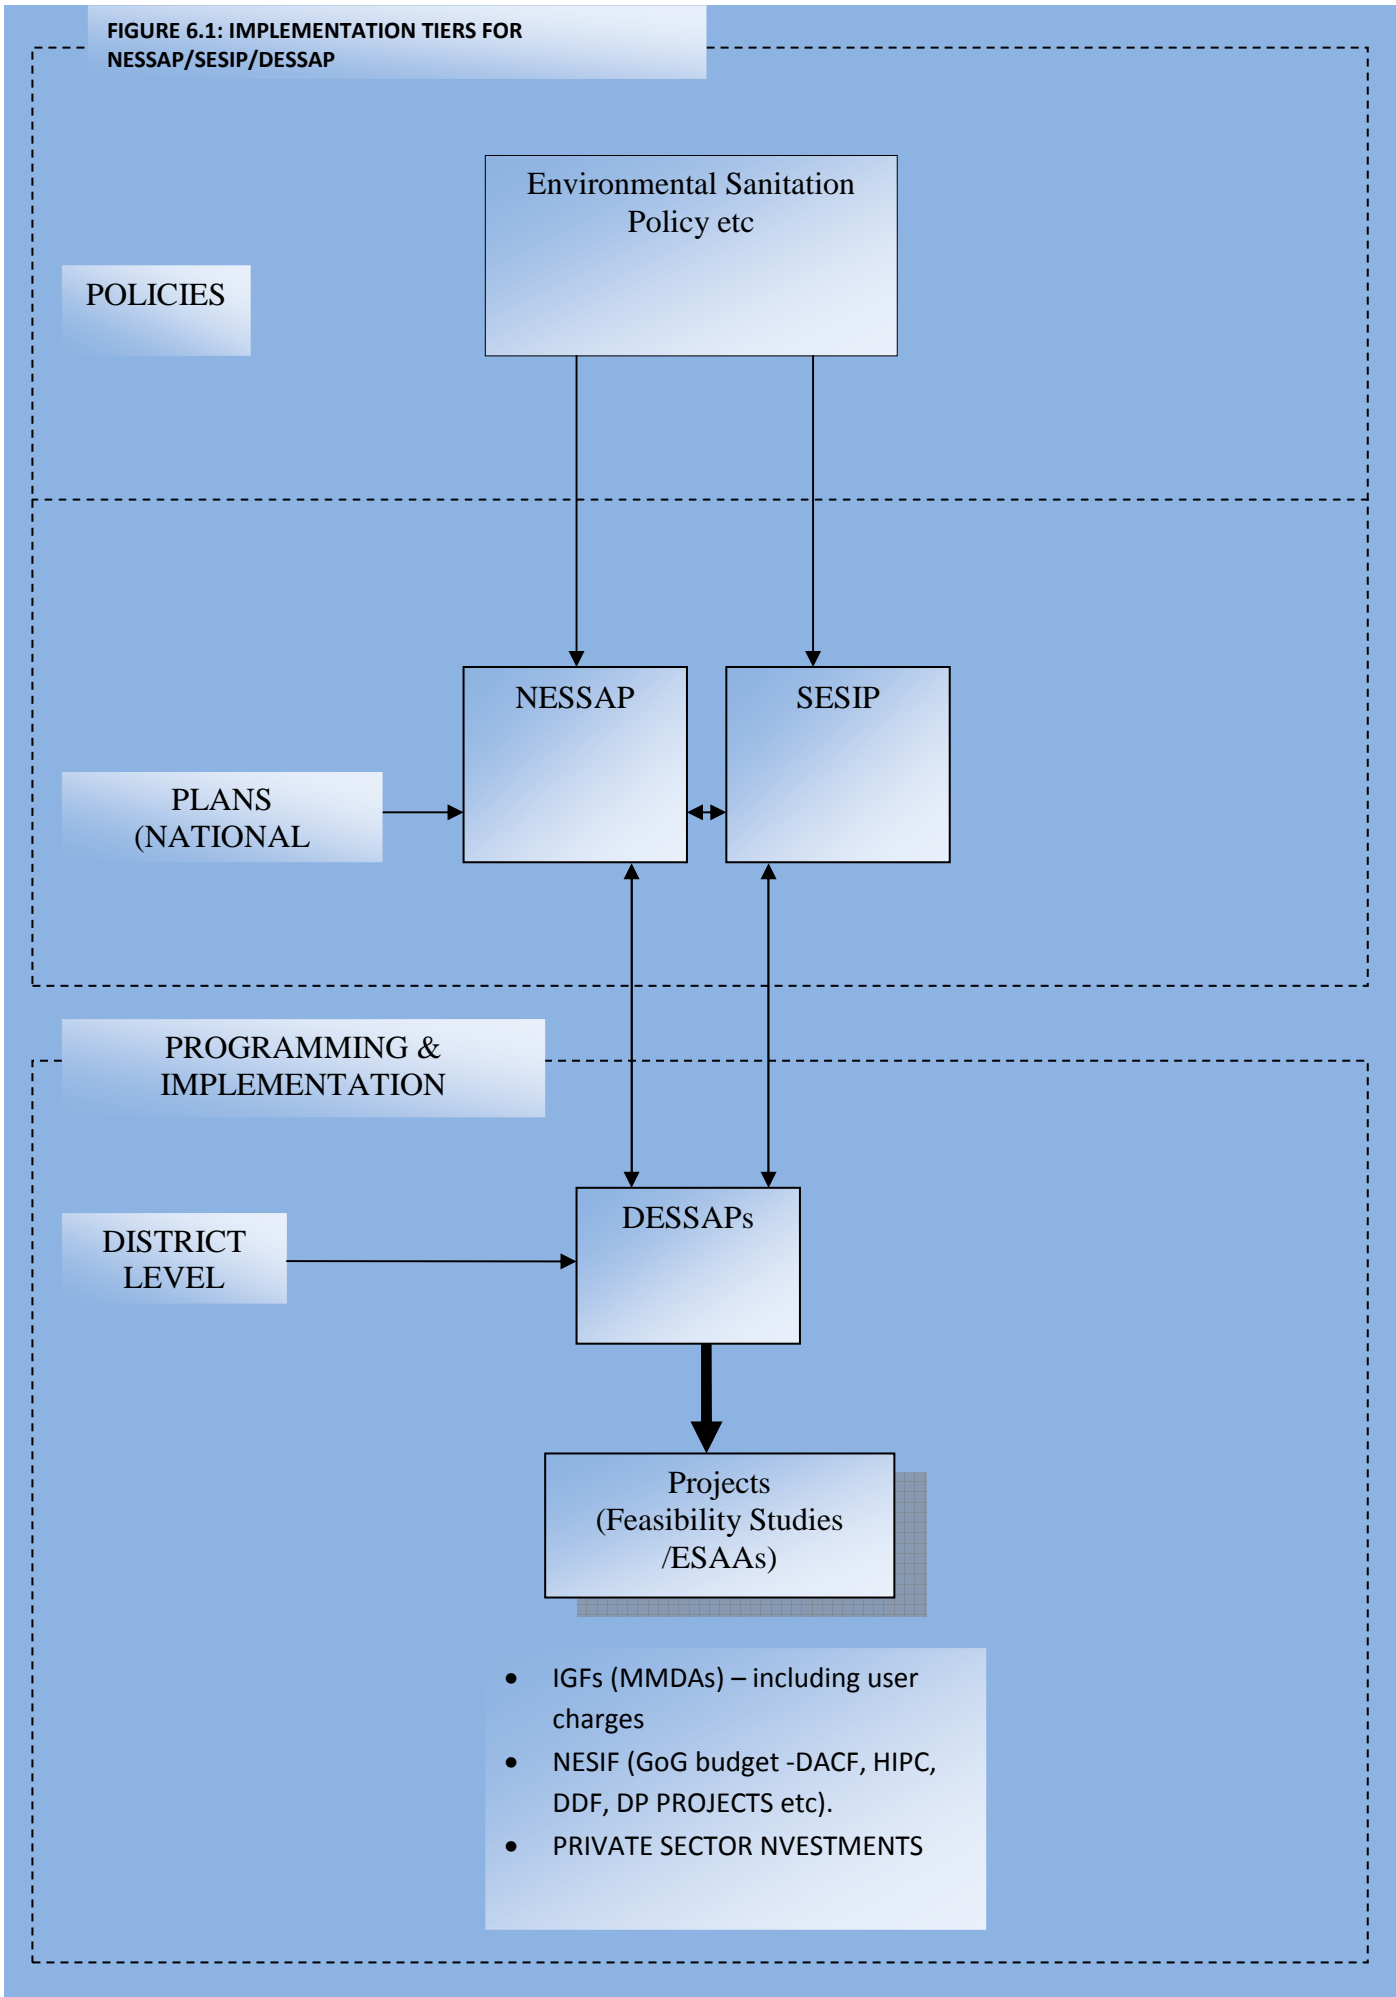 FIGURE 6.1: IMPLEMENTATION TIERS FOR
NESSAP/SESIP/DESSAP
Environmental Sanitation
Policy etc
POLICIES
NESSAP
SESIP
PLANS
(NATIONAL
PROGRAMMING &
IMPLEMENTATION
DESSAPs
DISTRICT
LEVEL
Projects
(Feasibility Studies
/ESAAs)
• IGFs (MMDAs) – including user
charges
• NESIF (GoG budget -DACF, HIPC,
DDF, DP PROJECTS etc).
• PRIVATE SECTOR NVESTMENTS